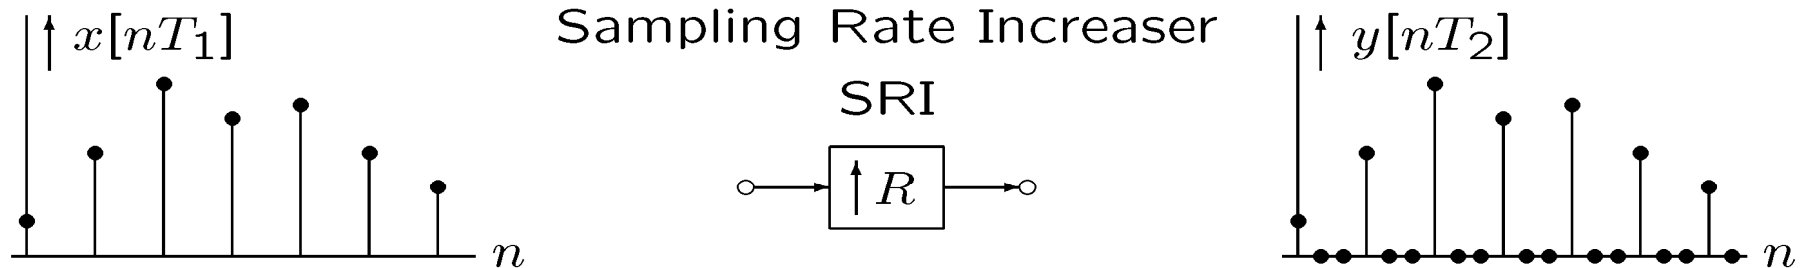 x[nT₁]
n
Sampling Rate Increaser
SRI
↑ R
y[nT₂]
n